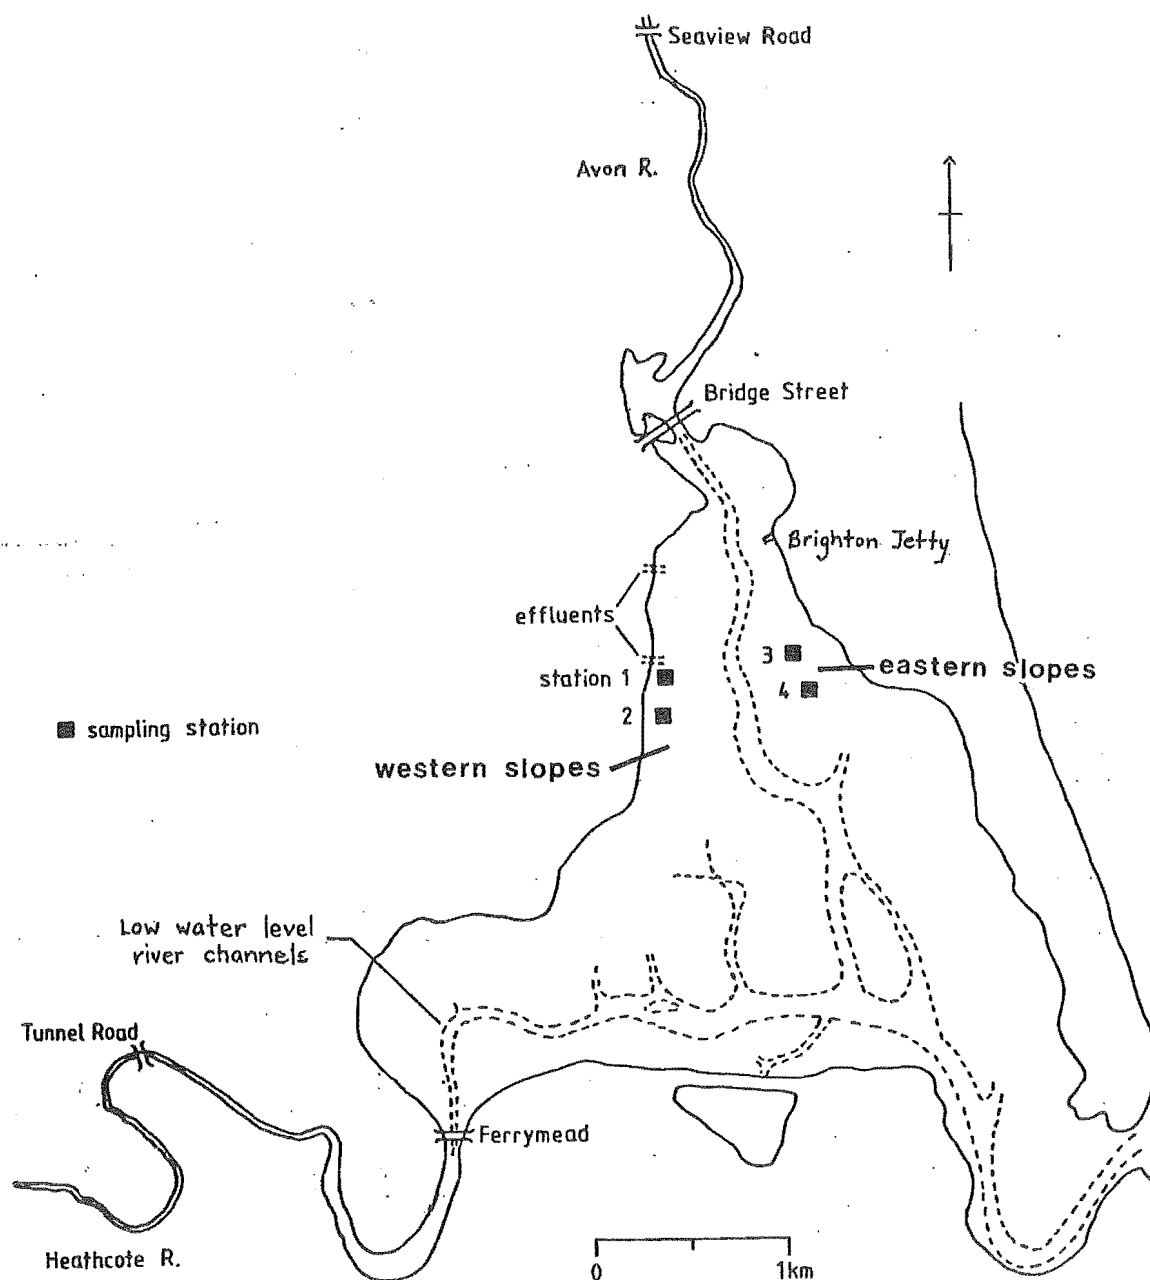 Seaview Road
Avon R.
Bridge Street
Brighton Jetty
effluents
station 1
2
3
4
eastern slopes
sampling station
western slopes
Low water level
river channels
Tunnel Road
Ferrymead
Heathcote R.
0
1km